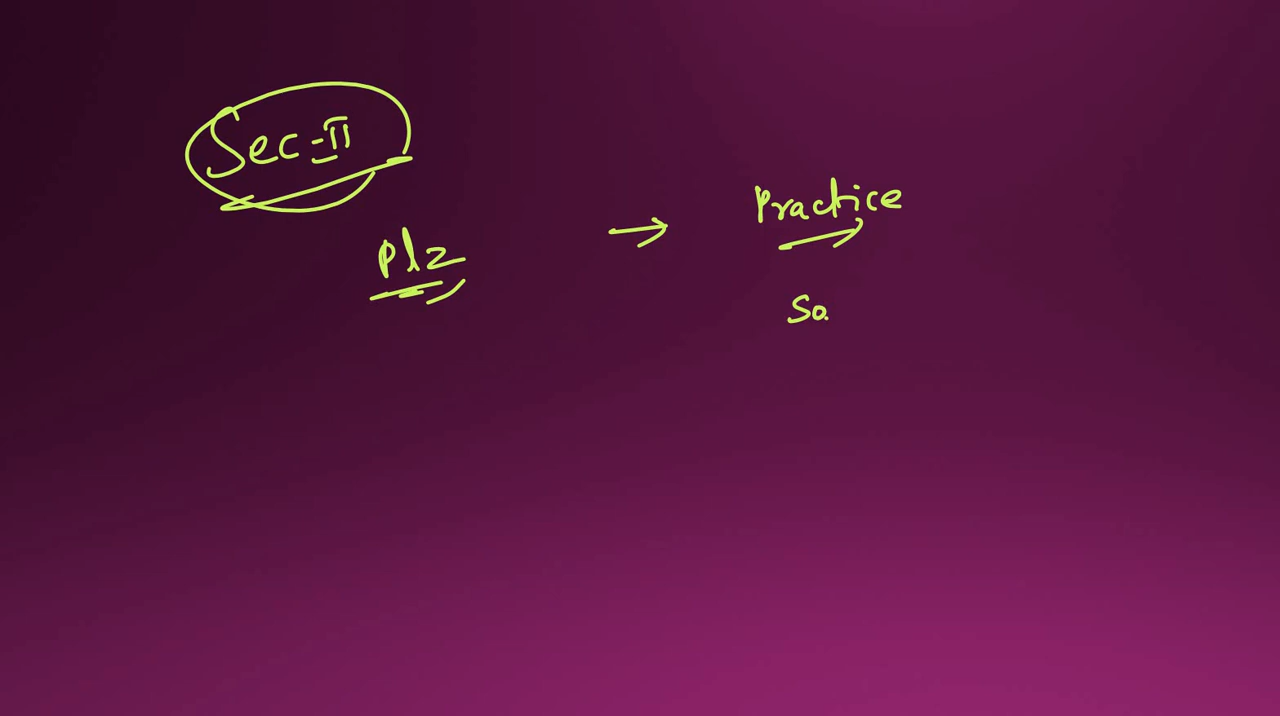 Sec-II
Plz → Practice
So